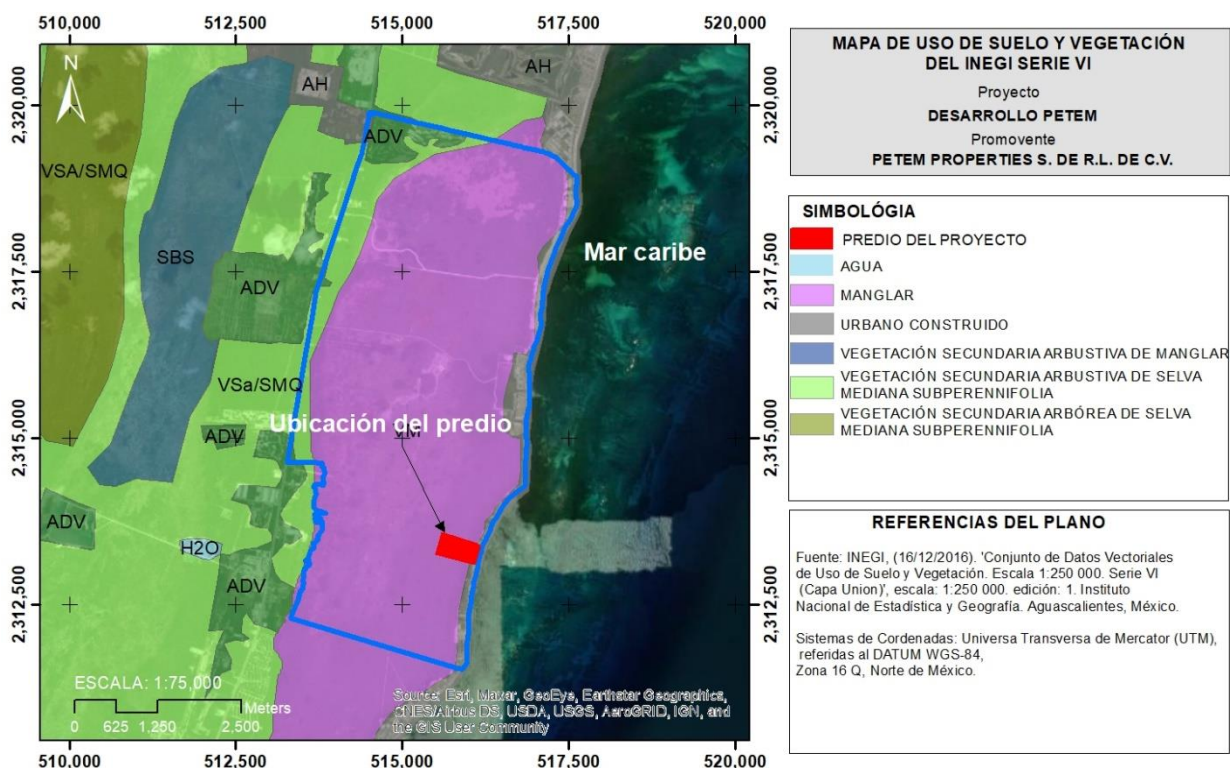 510,000 512,500 515,000 517,500 520,000
N
AH
AH
ADV
VSA/SMQ
SBS
Mar caribe
ADV
VSa/SMQ
Ubicación del predio
VM
ADV
ADV
H2O
ADV
2,320,000
2,317,500
2,315,000
2,312,500
2,320,000
2,317,500
2,315,000
2,312,500
ESCALA: 1:75,000
Meters
0 625 1,250 2,500
Source: Esri, Maxar, GeoEye, Earthstar Geographics,
CNES/Airbus DS, USDA, USGS, AeroGRID, IGN, and
the GIS User Community
510,000 512,500 515,000 517,500 520,000
MAPA DE USO DE SUELO Y VEGETACIÓN
DEL INEGI SERIE VI
Proyecto
DESARROLLO PETEM
Promovente
PETEM PROPERTIES S. DE R.L. DE C.V.
SIMBOLÓGIA
PREDIO DEL PROYECTO
AGUA
MANGLAR
URBANO CONSTRUIDO
VEGETACIÓN SECUNDARIA ARBUSTIVA DE MANGLAR
VEGETACIÓN SECUNDARIA ARBUSTIVA DE SELVA
MEDIANA SUBPERENNIFOLIA
VEGETACIÓN SECUNDARIA ARBÓREA DE SELVA
MEDIANA SUBPERENNIFOLIA
REFERENCIAS DEL PLANO
Fuente: INEGI, (16/12/2016). 'Conjunto de Datos Vectoriales
de Uso de Suelo y Vegetación. Escala 1:250 000. Serie VI
(Capa Union)', escala: 1:250 000. edición: 1. Instituto
Nacional de Estadística y Geografía. Aguascalientes, México.
Sistemas de Cordenadas: Universa Transversa de Mercator (UTM),
referidas al DATUM WGS-84,
Zona 16 Q, Norte de México.